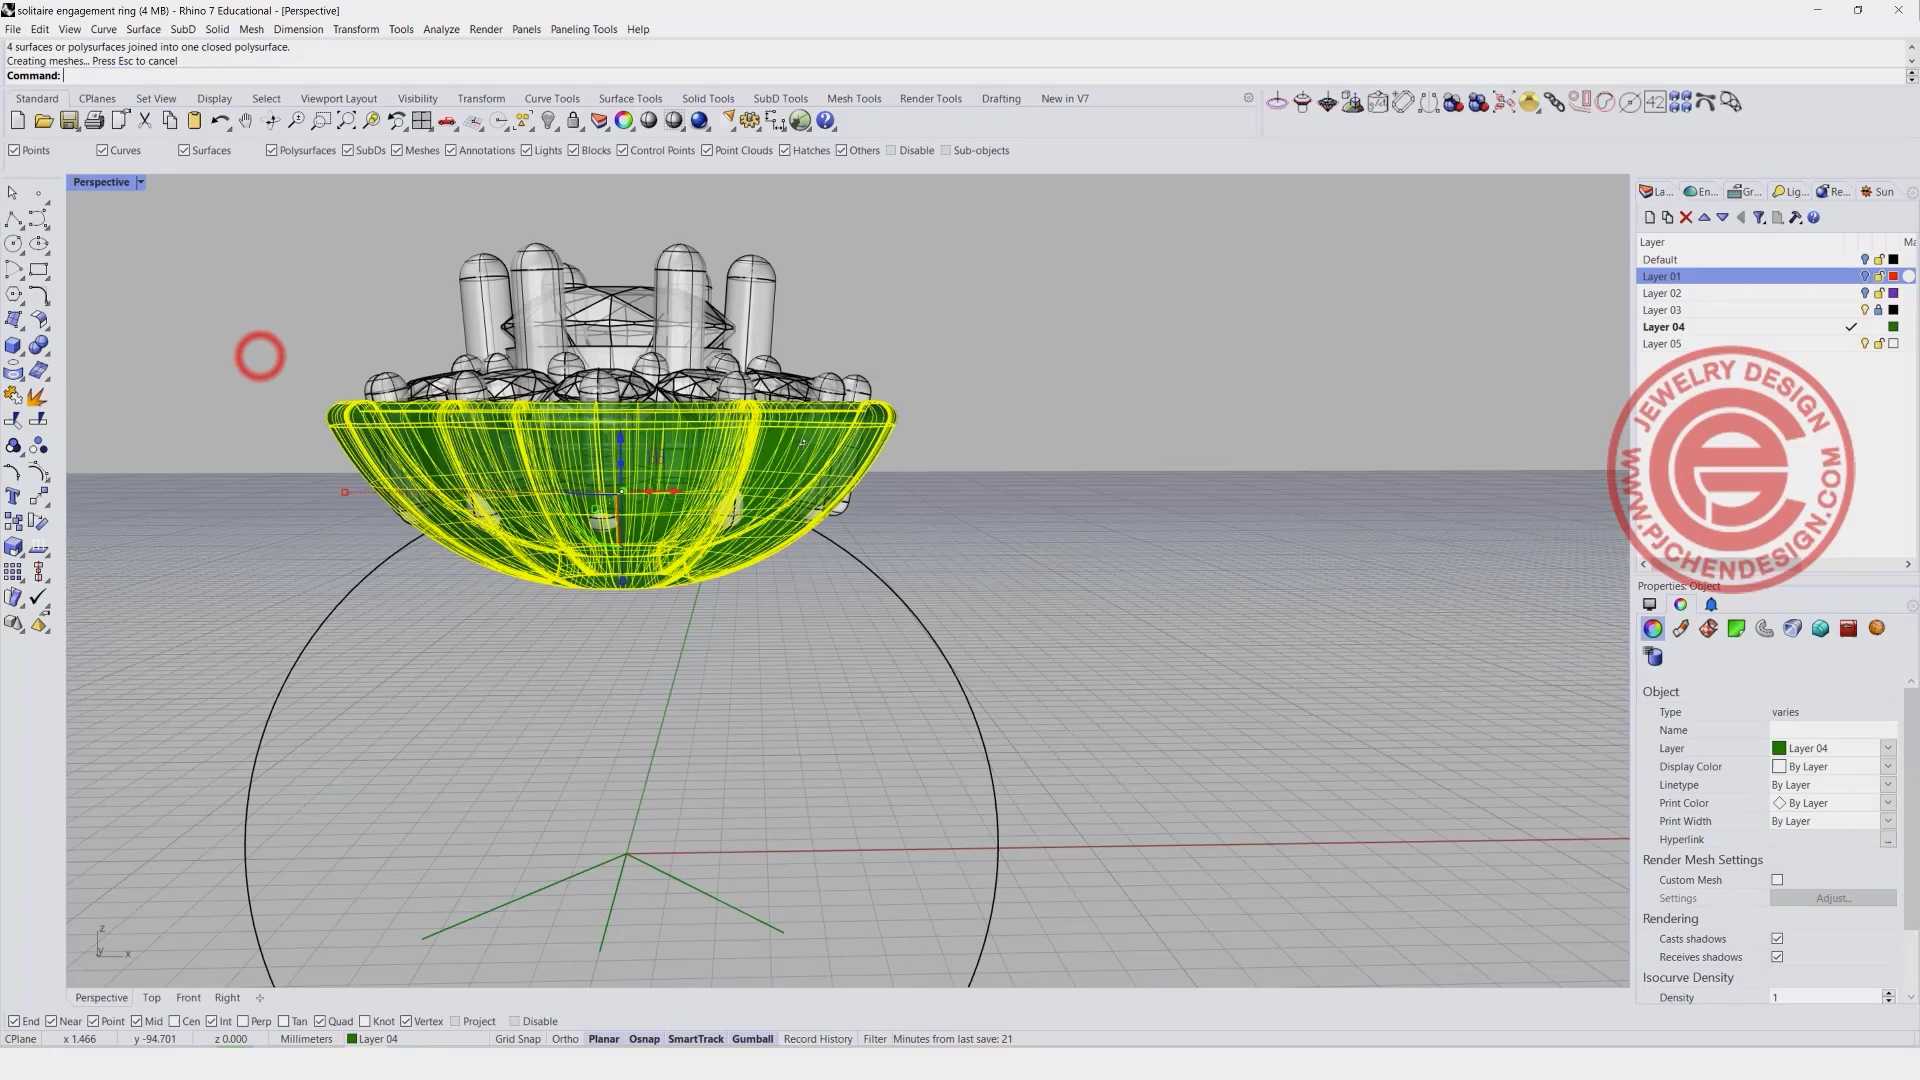 solitaire engagement ring (4 MB) - Rhino 7 Educational - [Perspective]
File Edit View Curve Surface SubD Solid Mesh Dimension Transform Tools Analyze Render Panels Paneling Tools Help
4 surfaces or polysurfaces joined into one closed polysurface.
Creating meshes... Press Esc to cancel
Command:
Standard CPlanes Set View Display Select Viewport Layout Visibility Transform Curve Tools Surface Tools Solid Tools SubD Tools Mesh Tools Render Tools Drafting New in V7
42
Points Curves Surfaces Polysurfaces SubDs Meshes Annotations Lights Blocks Control Points Point Clouds Hatches Others Disable Sub-objects
Perspective
La... En... Gr... Lig... Re... Sun
Layer Ma
Default
Layer 01
Layer 02
Layer 03
Layer 04
Layer 05
JEWELRY DESIGN
WWW.PJCHENDESIGN.COM
Properties: Object
Object
Type varies
Name
Layer Layer 04
Display Color By Layer
Linetype By Layer
Print Color By Layer
Print Width By Layer
Hyperlink ...
Render Mesh Settings
Custom Mesh
Settings Adjust...
Rendering
Casts shadows
Receives shadows
Isocurve Density
Density 1
z
y x
Perspective Top Front Right
End Near Point Mid Cen Int Perp Tan Quad Knot Vertex Project Disable
CPlane x 1.466 y -94.701 z 0.000 Millimeters Layer 04 Grid Snap Ortho Planar Osnap SmartTrack Gumball Record History Filter Minutes from last save: 21